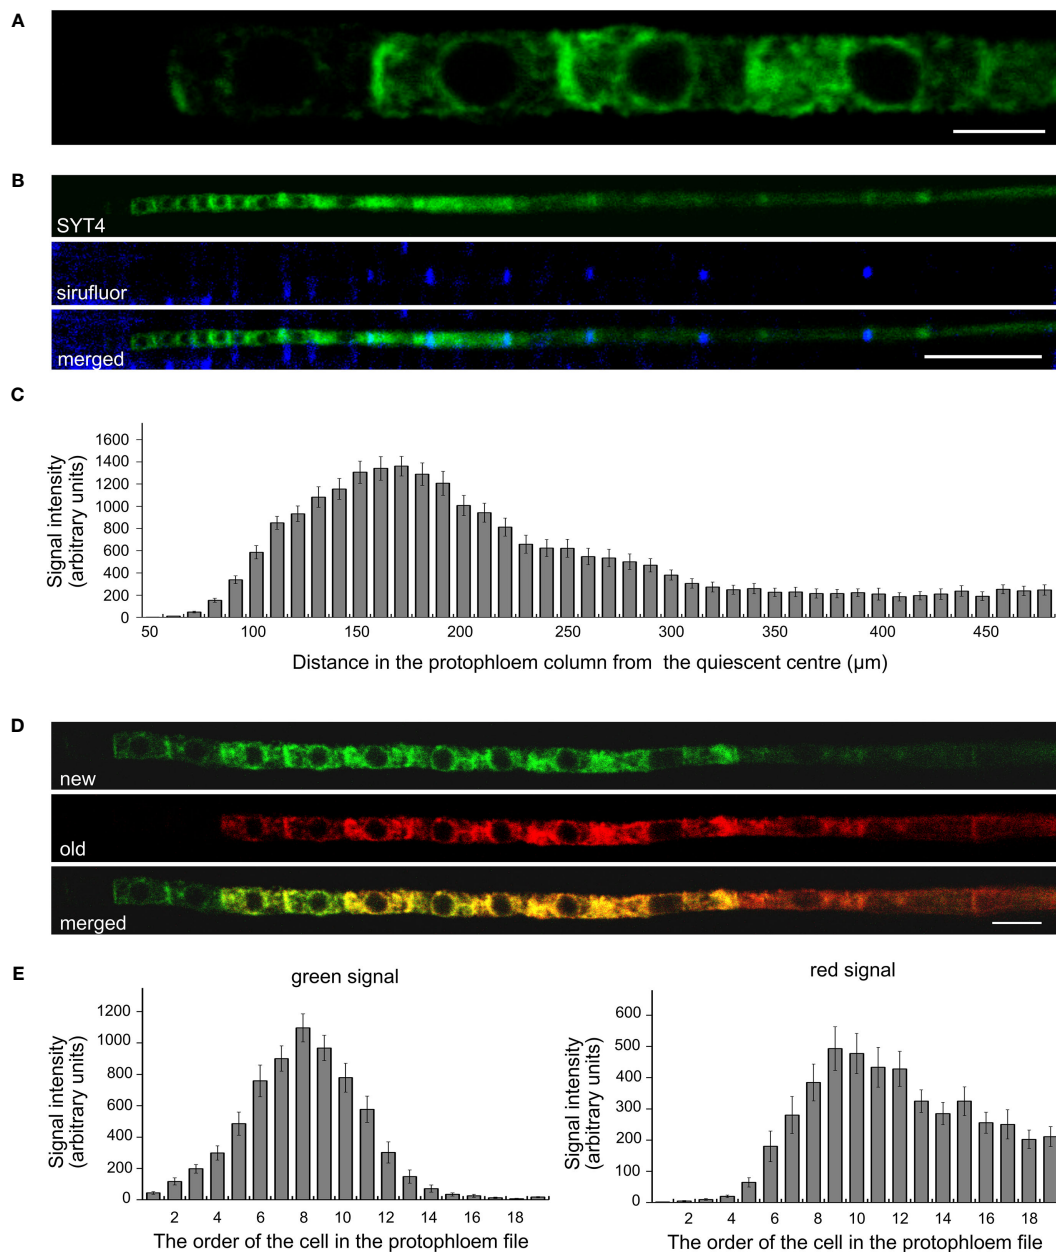 A
B
SYT4
sirufluor
merged
C
Signal intensity
(arbitrary units)
1600
1400
1200
1000
800
600
400
200
0
50 100 150 200 250 300 350 400 450
Distance in the protophloem column from the quiescent centre (µm)
D
new
old
merged
E
green signal
Signal intensity
(arbitrary units)
1200
1000
800
600
400
200
0
2 4 6 8 10 12 14 16 18
The order of the cell in the protophloem file
red signal
Signal intensity
(arbitrary units)
600
500
400
300
200
100
0
2 4 6 8 10 12 14 16 18
The order of the cell in the protophloem file